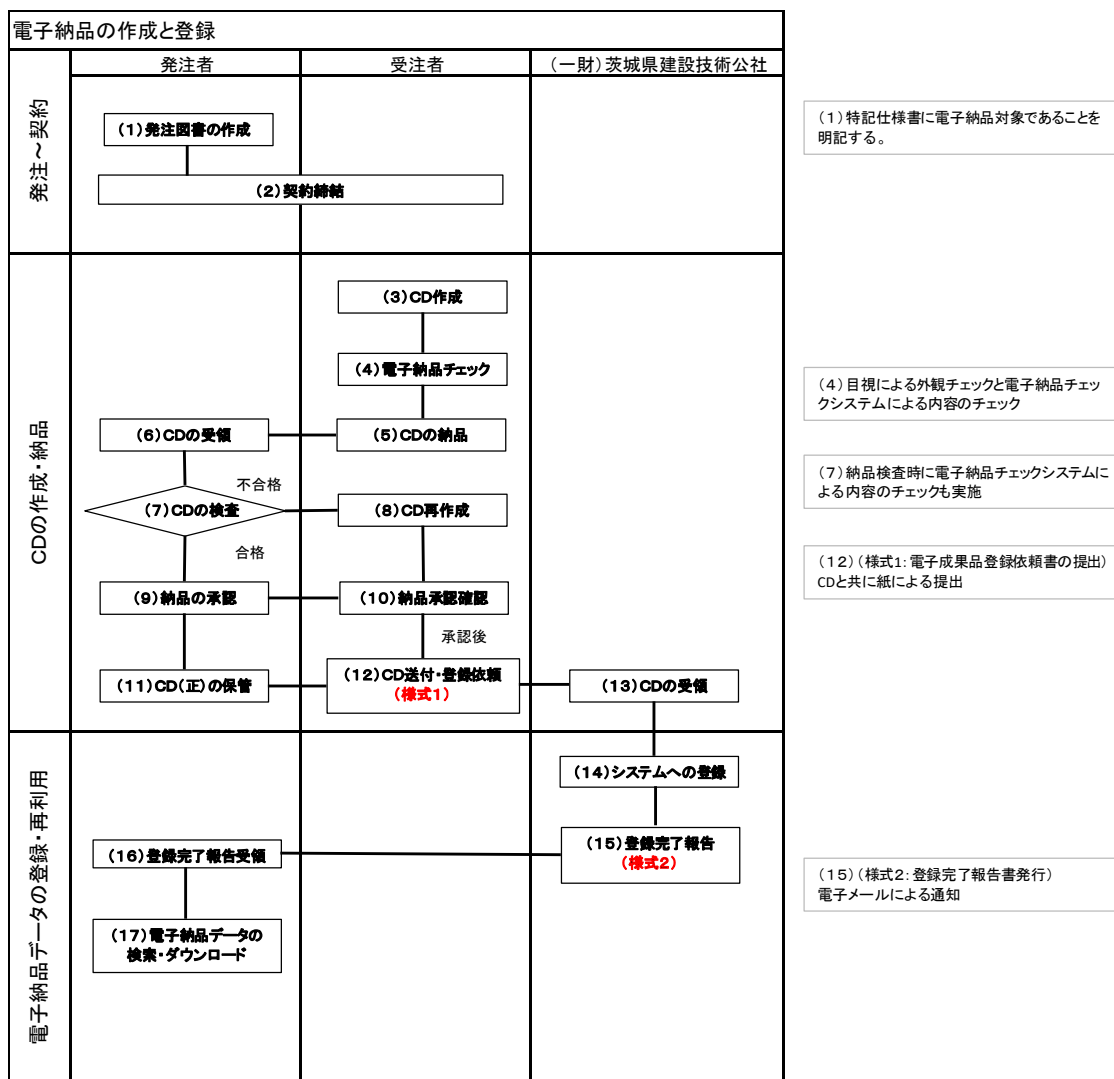 電子納品の作成と登録
発注者
受注者
(一財)茨城県建設技術公社
発注～契約
(1)発注図書の作成
(2)契約締結
(1)特記仕様書に電子納品対象であることを
明記する。
CDの作成・納品
(3)CD作成
(4)電子納品チェック
(6)CDの受領
(5)CDの納品
不合格
(7)CDの検査
(8)CD再作成
合格
(9)納品の承認
(10)納品承認確認
承認後
(11)CD(正)の保管
(12)CD送付・登録依頼
(様式1)
(13)CDの受領
(4)目視による外観チェックと電子納品チェッ
クシステムによる内容のチェック
(7)納品検査時に電子納品チェックシステムに
よる内容のチェックも実施
(12)(様式1:電子成果品登録依頼書の提出)
CDと共に紙による提出
電子納品データの登録・再利用
(14)システムへの登録
(15)登録完了報告
(様式2)
(16)登録完了報告受領
(17)電子納品データの
検索・ダウンロード
(15)(様式2:登録完了報告書発行)
電子メールによる通知